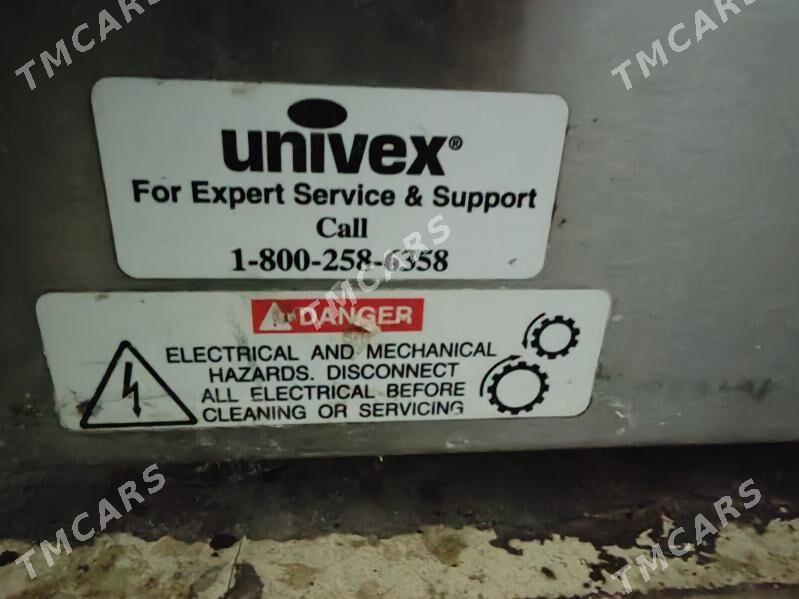 TMCARS
TMCARS
univex®
For Expert Service & Support
Call
1-800-258-6358
TMCARS
DANGER
ELECTRICAL AND MECHANICAL
HAZARDS. DISCONNECT
ALL ELECTRICAL BEFORE
CLEANING OR SERVICING
TMCARS
TMCARS